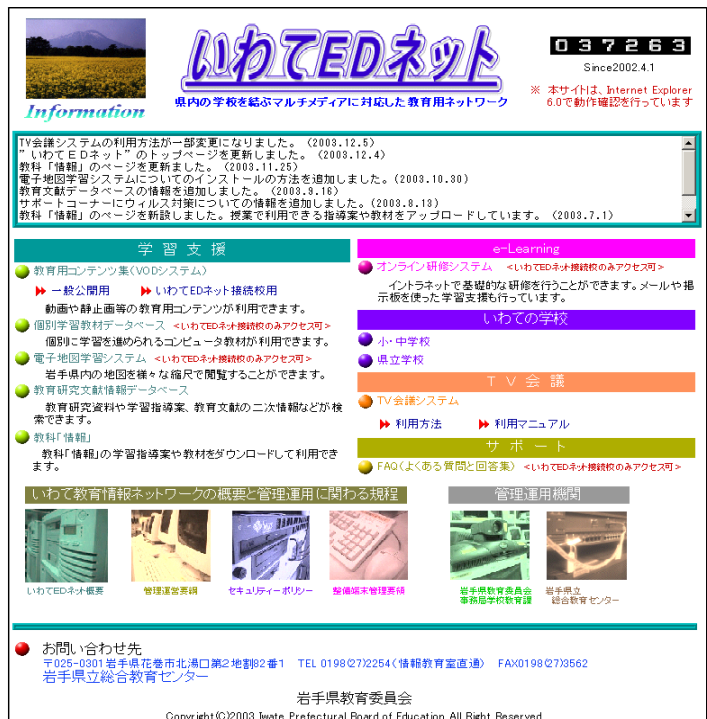 いわてEDネット
県内の学校を結ぶマルチメディアに対応した教育用ネットワーク
Information
037263
Since2002.4.1
※ 本サイトは、Internet Explorer
6.0で動作確認を行っています
TV会議システムの利用方法が一部変更になりました。（2003.12.5）
”いわてＥＤネット”のトップページを更新しました。（2003.12.4）
教科「情報」のページを更新ました。（2003.11.25）
電子地図学習システムについてのインストールの方法を追加しました。(2003.10.30)
教育文献データベースの情報を追加しました。（2003.9.16)
サポートコーナーにウィルス対策についての情報を追加しました。（2003.8.13）
教科「情報」のページを新設しました。授業で利用できる指導案や教材をアップロードしています。（2003.7.1）
学 習 支 援
教育用コンテンツ集（VODシステム）
一般公開用 いわてEDネット接続校用
動画や静止画等の教育用コンテンツが利用できます。
個別学習教材データベース <いわてEDネット接続校のみアクセス可>
個別に学習を進められるコンピュータ教材が利用できます。
電子地図学習システム <いわてEDネット接続校のみアクセス可>
岩手県内の地図を様々な縮尺で閲覧することができます。
教育研究文献情報データベース
教育研究資料や学習指導案、教育文献の二次情報などが検
索できます。
教科「情報」
教科「情報」の学習指導案や教材をダウンロードして利用でき
ます。
e-Learning
オンライン研修システム <いわてEDネット接続校のみアクセス可>
イントラネットで基礎的な研修を行うことができます。メールや掲
示板を使った学習支援も行っています。
いわての学校
小・中学校
県立学校
Ｔ Ｖ 会 議
TV会議システム
利用方法 利用マニュアル
サ ポ ー ト
FAQ（よくある質問と回答集） <いわてEDネット接続校のみアクセス可>
いわて教育情報ネットワークの概要と管理運用に関わる規程
いわてEDネット概要 管理運営要綱 セキュリティーポリシー 整備端末管理要領
管理運用機関
岩手県教育委員会
事務局学校教育課
岩手県立
総合教育センター
お問い合わせ先
〒025-0301 岩手県花巻市北湯口第2地割82番1 TEL 0198(27)2254（情報教育室直通） FAX0198(27)3562
岩手県立総合教育センター
岩手県教育委員会
Copyright(C)2003 Iwate Prefectural Board of Education All Right Reserved